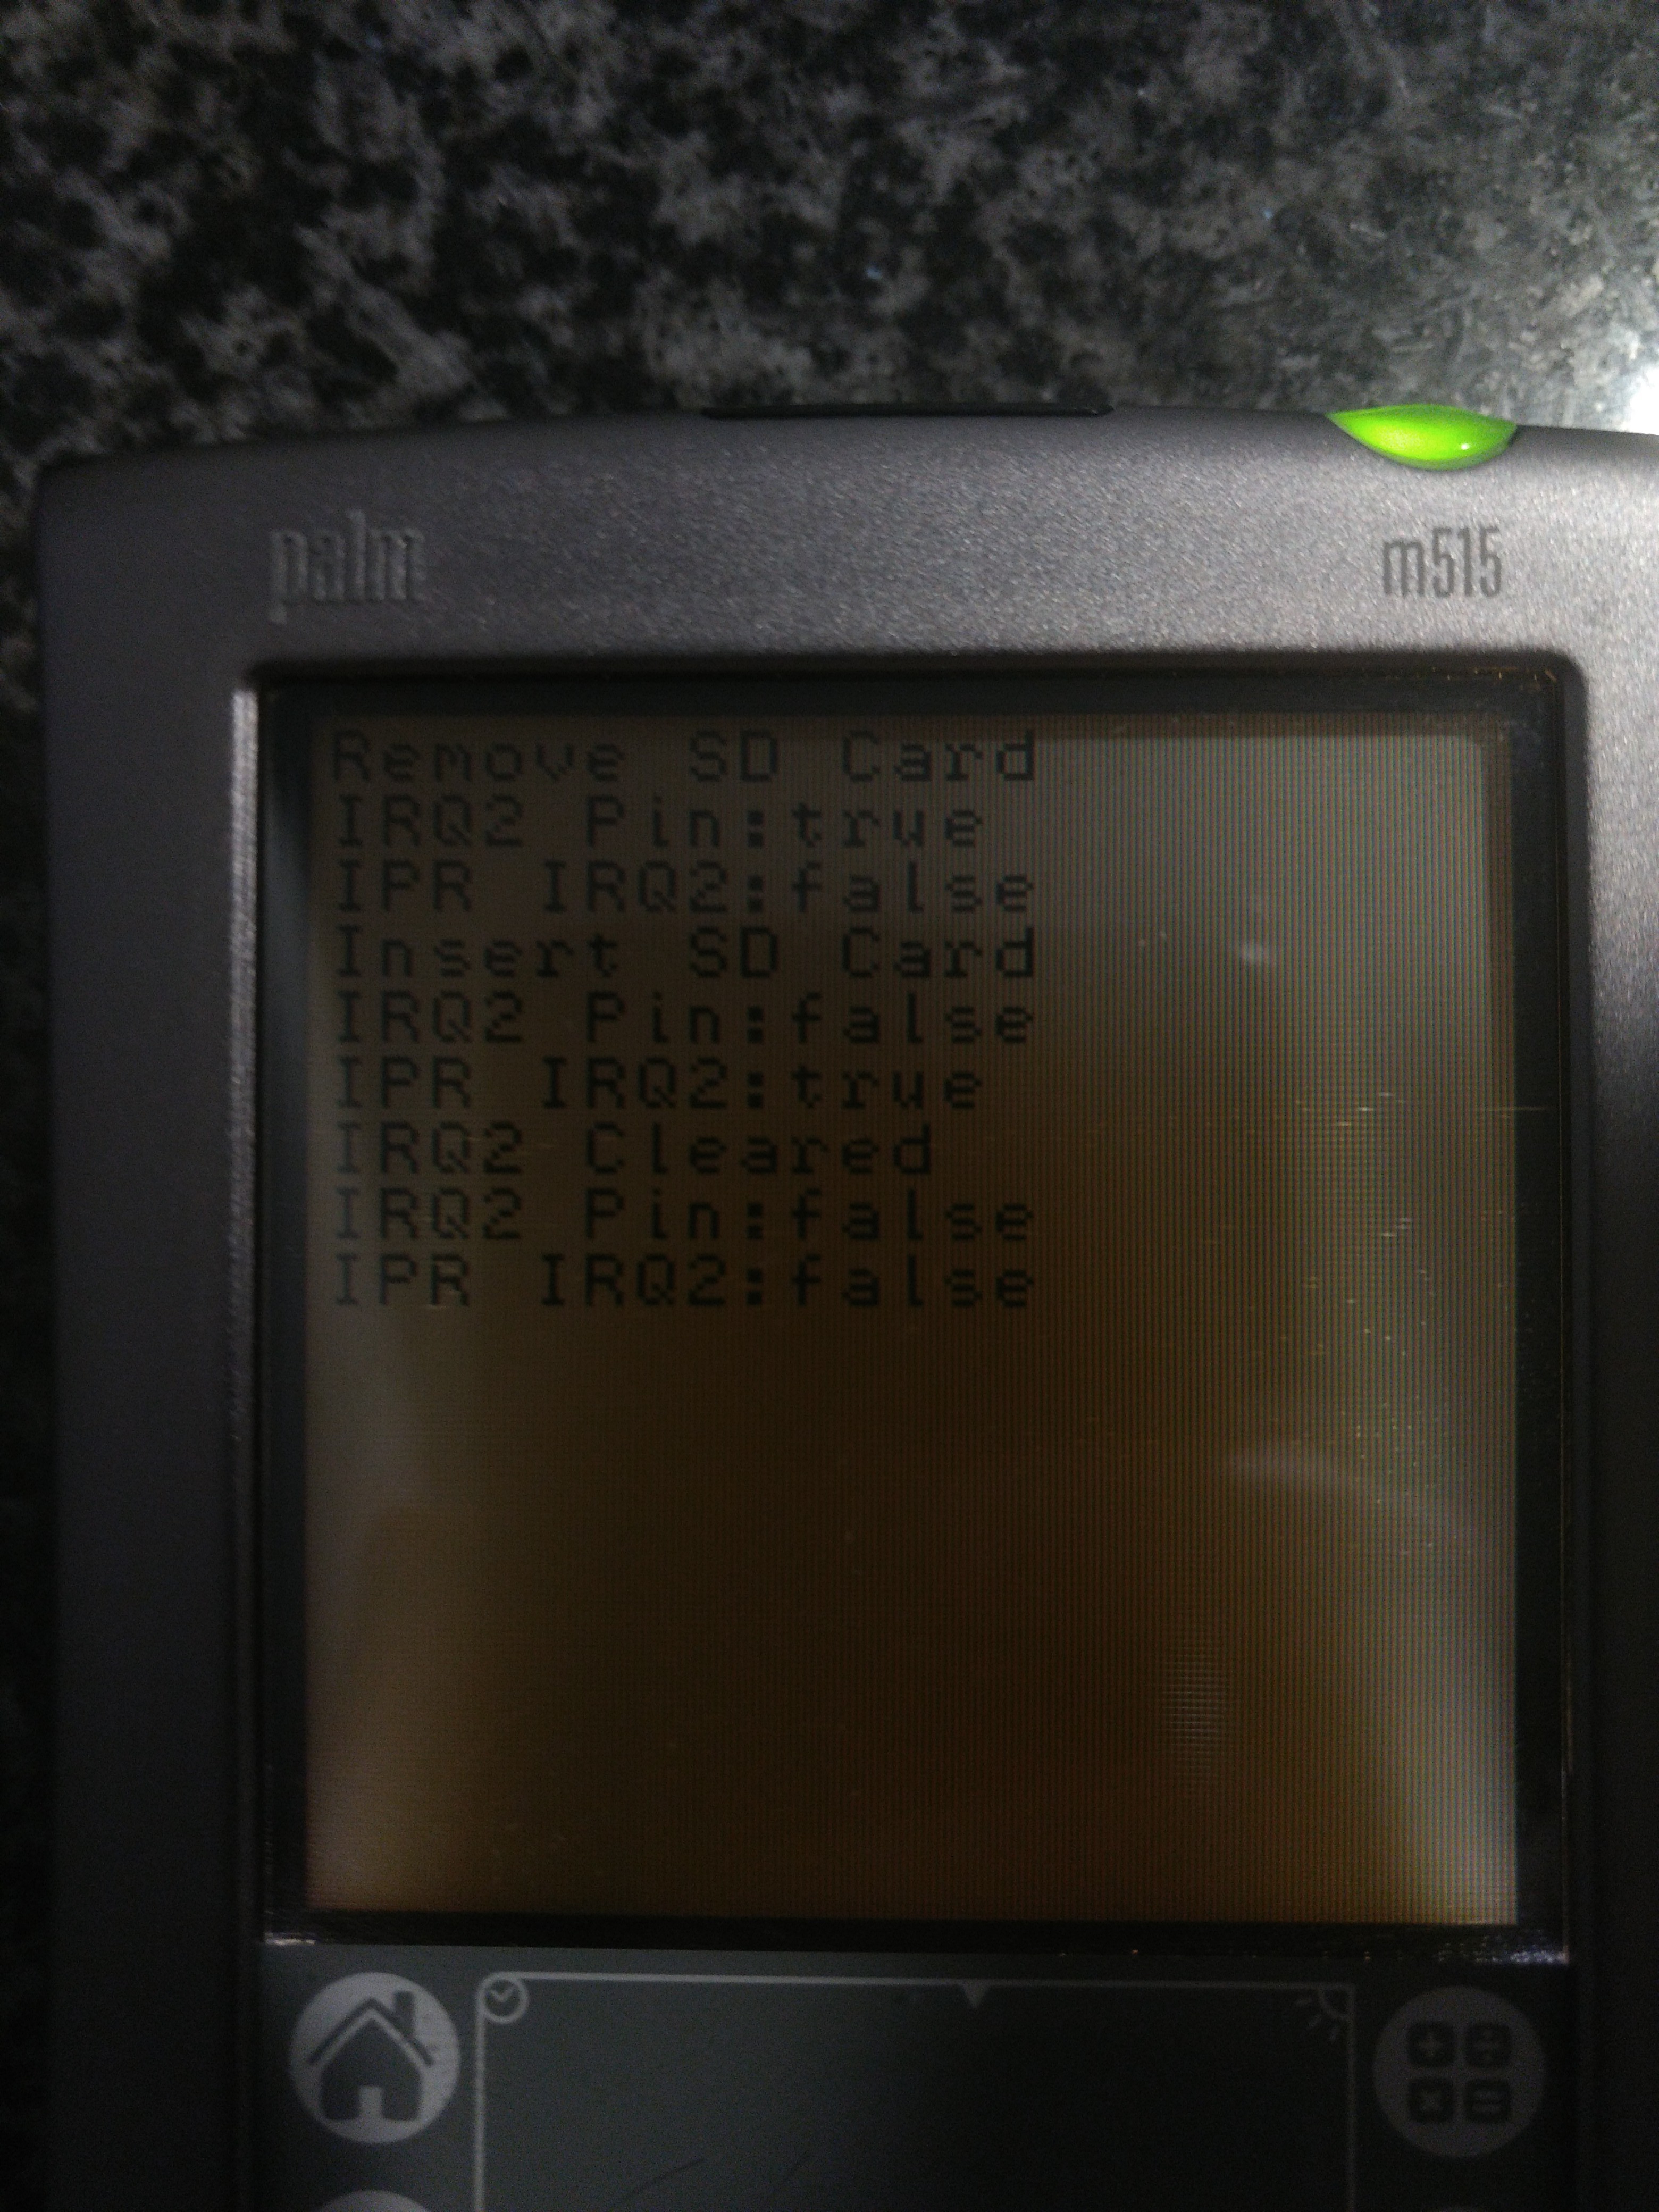 palm
m515
Remove SD Card
IRQ2 Pin:true
IPR IRQ2:false
Insert SD Card
IRQ2 Pin:false
IPR IRQ2:true
IRQ2 Cleared
IRQ2 Pin:false
IPR IRQ2:false